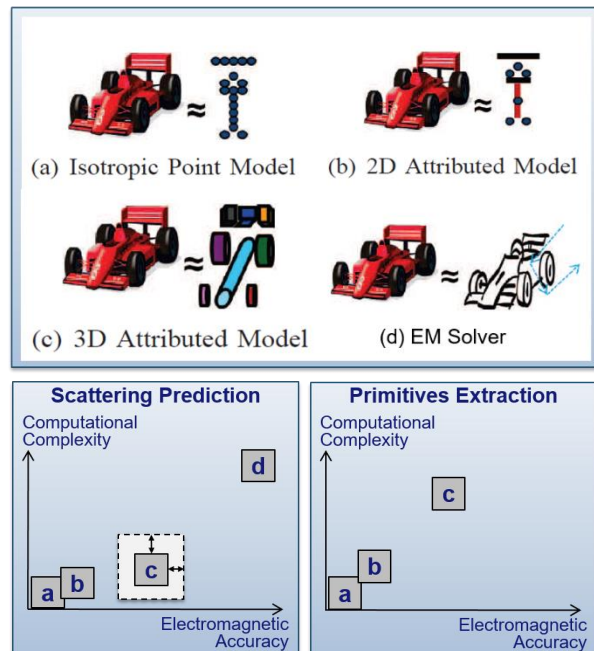 (a) Isotropic Point Model
(b) 2D Attributed Model
(c) 3D Attributed Model
(d) EM Solver
Scattering Prediction
Computational
Complexity
d
c
b
a
Electromagnetic
Accuracy
Primitives Extraction
Computational
Complexity
c
b
a
Electromagnetic
Accuracy